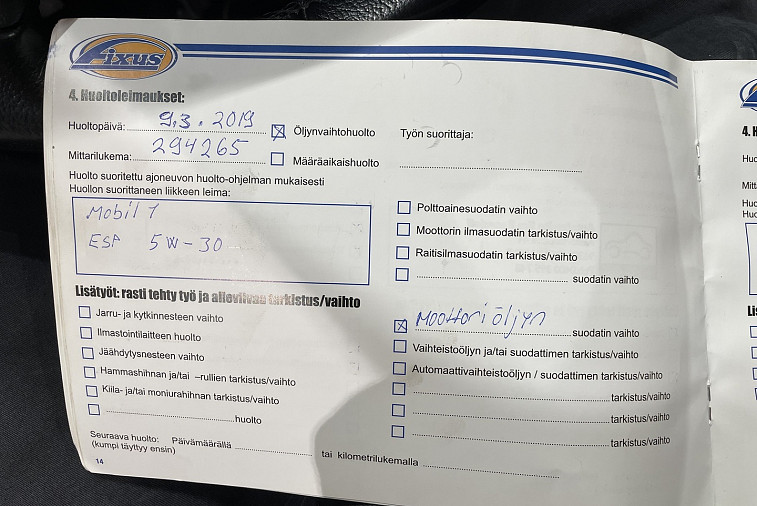 Fixus
4. Huoltoleimaukset:
Huoltopäivä: 9.3.2019
Öljynvaihtohuolto
Työn suorittaja:
Mittarilukema: 294265
Määräaikaishuolto
Huolto suoritettu ajoneuvon huolto-ohjelman mukaisesti
Huollon suorittaneen liikkeen leima:
Mobil 1
ESP 5W-30
Polttoainesuodatin vaihto
Moottorin ilmasuodatin tarkistus/vaihto
Raitisilmasuodatin tarkistus/vaihto
suodatin vaihto
Lisätyöt: rasti tehty työ ja alleviivaa tarkistus/vaihto
Jarru- ja kytkinnesteen vaihto
Ilmastointilaitteen huolto
Jäähdytysnesteen vaihto
Hammashihnan ja/tai –rullien tarkistus/vaihto
Kiila- ja/tai moniurahihnan tarkistus/vaihto
huolto
Moottoriöljyn suodatin vaihto
Vaihteistoöljyn ja/tai suodattimen tarkistus/vaihto
Automaattivaihteistoöljyn / suodattimen tarkistus/vaihto
tarkistus/vaihto
tarkistus/vaihto
tarkistus/vaihto
Seuraava huolto: Päivämäärällä
tai kilometrilukemalla
(kumpi täyttyy ensin)
14
4.